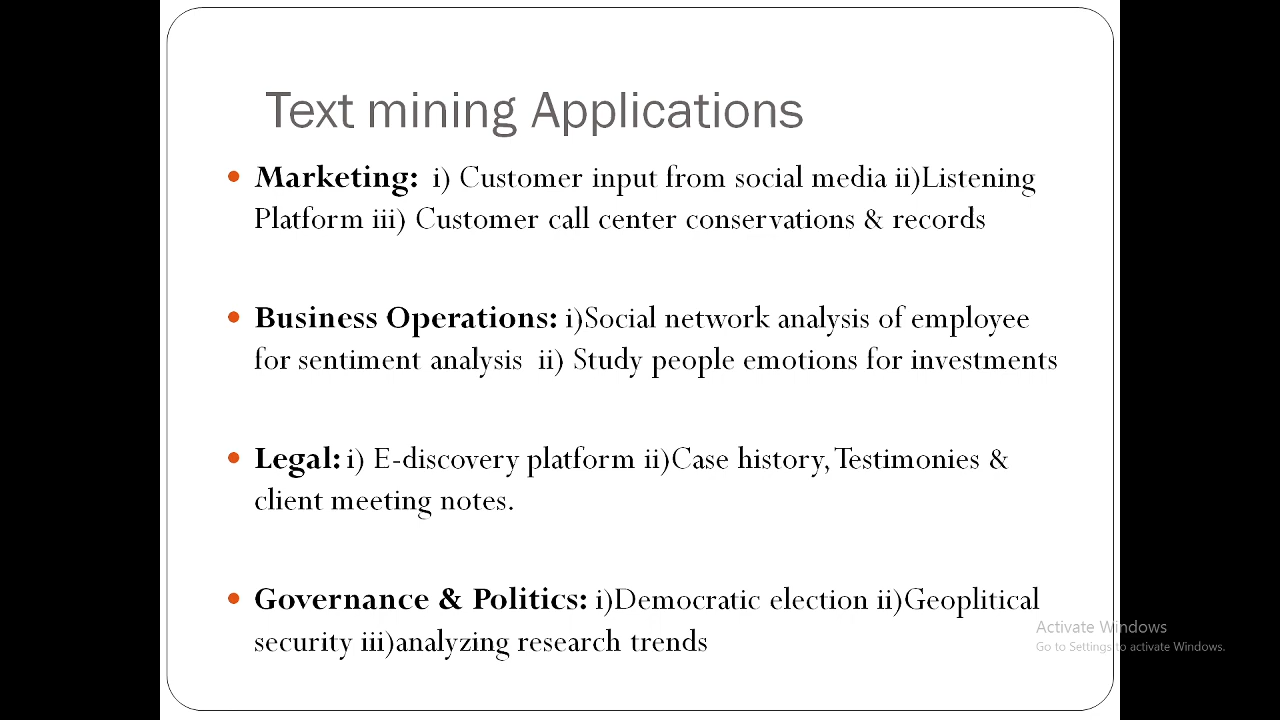 Text mining Applications
• Marketing:  i) Customer input from social media ii)Listening
Platform iii) Customer call center conservations & records
• Business Operations: i)Social network analysis of employee
for sentiment analysis  ii) Study people emotions for investments
• Legal: i) E-discovery platform ii)Case history, Testimonies &
client meeting notes.
• Governance & Politics: i)Democratic election ii)Geoplitical
security iii)analyzing research trends
Activate Windows
Go to Settings to activate Windows.